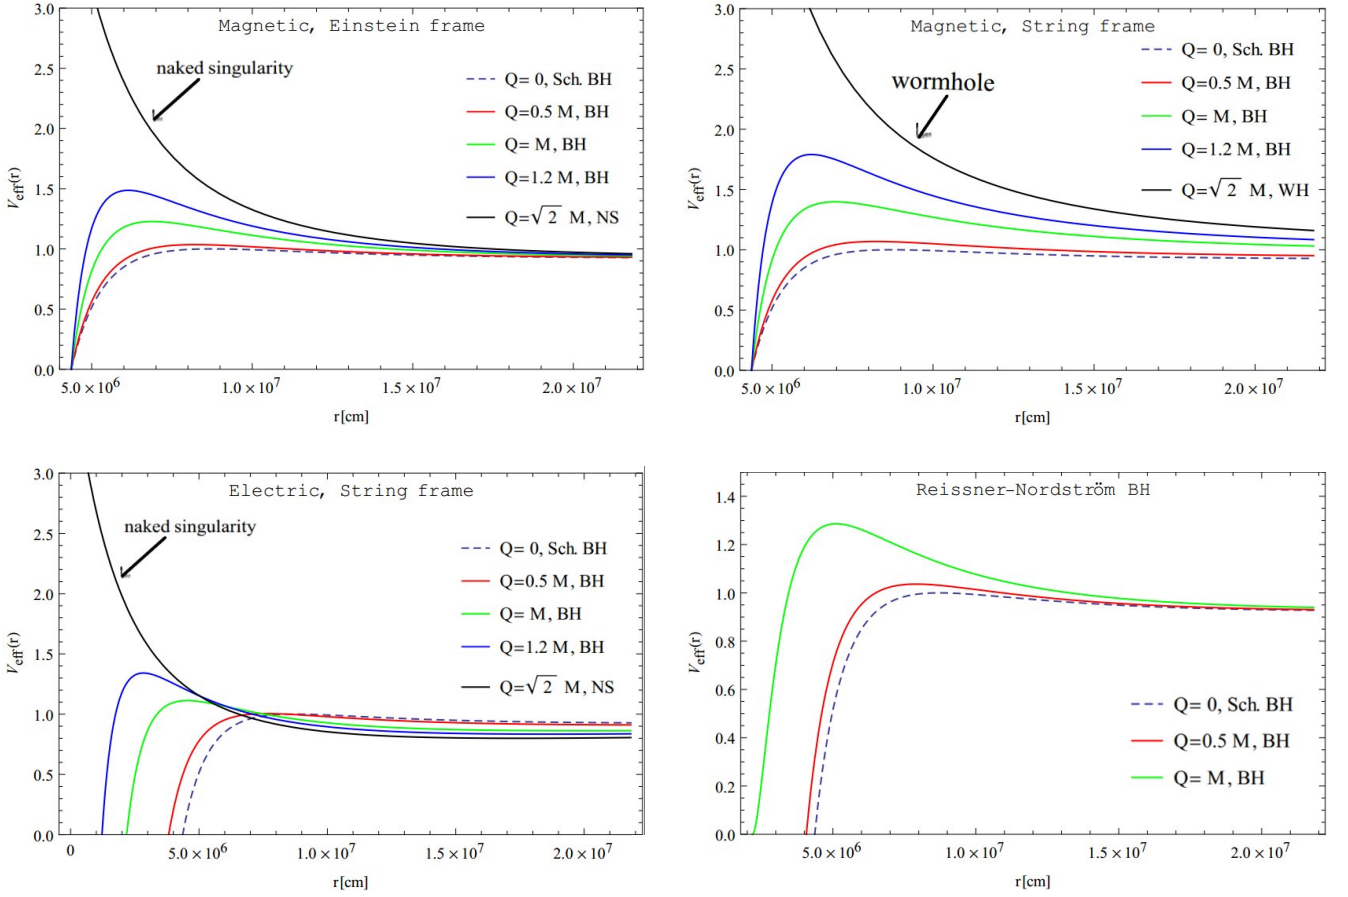 Magnetic, Einstein frame
naked singularity
Q= 0, Sch. BH
Q=0.5 M, BH
Q= M, BH
Q=1.2 M, BH
Q=√2 M, NS
3.0
2.5
2.0
1.5
1.0
0.5
0.0
Veff(r)
5.0×10⁶
1.0×10⁷
1.5×10⁷
2.0×10⁷
r[cm]
Magnetic, String frame
wormhole
Q= 0, Sch. BH
Q=0.5 M, BH
Q= M, BH
Q=1.2 M, BH
Q=√2 M, WH
3.0
2.5
2.0
1.5
1.0
0.5
0.0
Veff(r)
5.0×10⁶
1.0×10⁷
1.5×10⁷
2.0×10⁷
r[cm]
Electric, String frame
naked singularity
Q= 0, Sch. BH
Q=0.5 M, BH
Q= M, BH
Q=1.2 M, BH
Q=√2 M, NS
3.0
2.5
2.0
1.5
1.0
0.5
0.0
Veff(r)
0
5.0×10⁶
1.0×10⁷
1.5×10⁷
2.0×10⁷
r[cm]
Reissner-Nordström BH
Q= 0, Sch. BH
Q=0.5 M, BH
Q= M, BH
1.4
1.2
1.0
0.8
0.6
0.4
0.2
0.0
Veff(r)
5.0×10⁶
1.0×10⁷
1.5×10⁷
2.0×10⁷
r[cm]